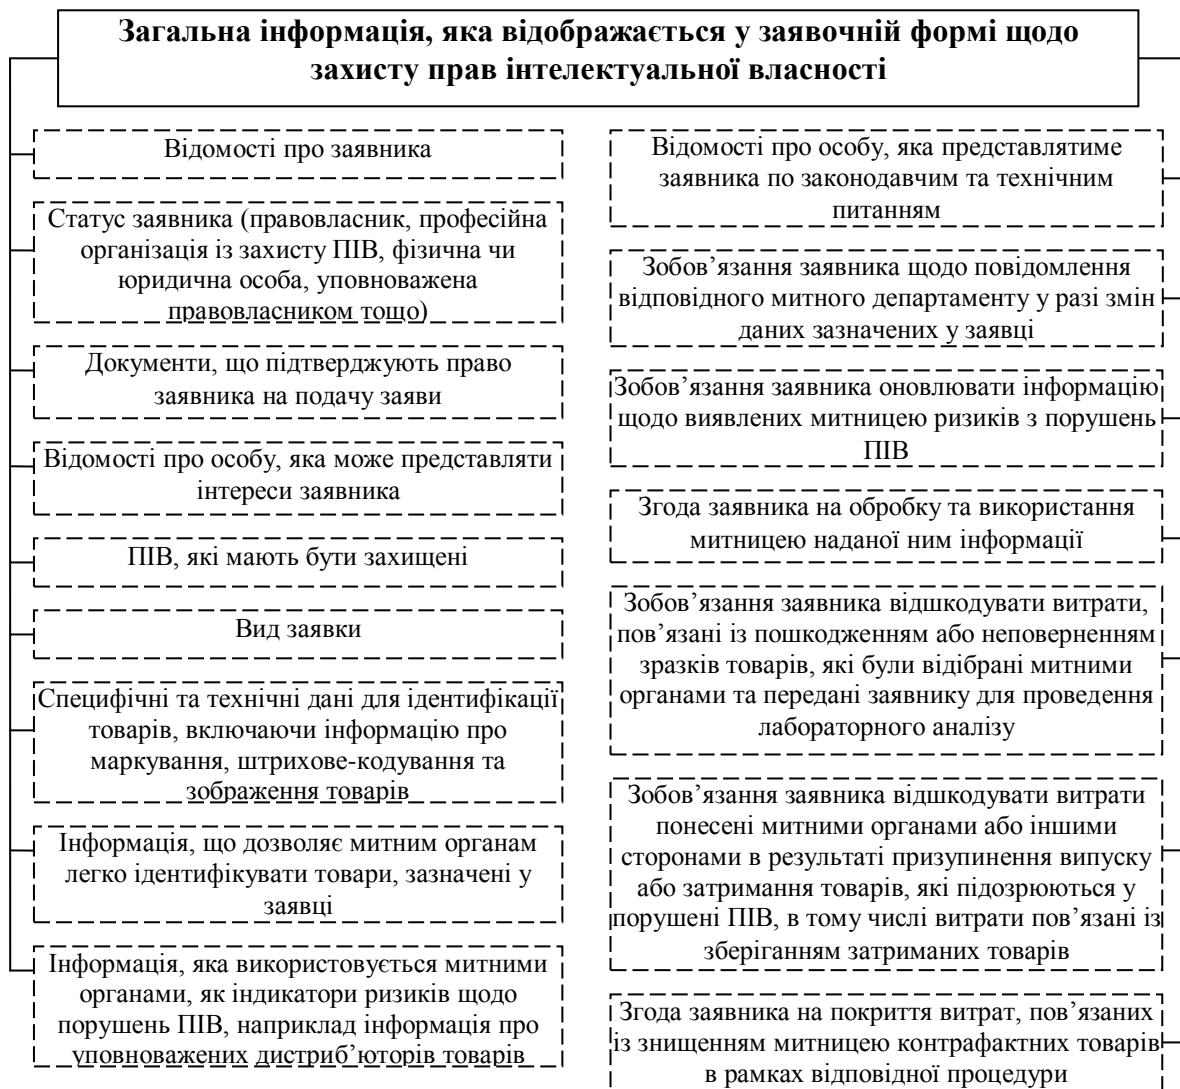 Загальна інформація, яка відображається у заявочній формі щодо
захисту прав інтелектуальної власності
Відомості про заявника
Статус заявника (правовласник, професійна
організація із захисту ПІВ, фізична чи
юридична особа, уповноважена
правовласником тощо)
Документи, що підтверджують право
заявника на подачу заяви
Відомості про особу, яка може представляти
інтереси заявника
ПІВ, які мають бути захищені
Вид заявки
Специфічні та технічні дані для ідентифікації
товарів, включаючи інформацію про
маркування, штрихове-кодування та
зображення товарів
Інформація, що дозволяє митним органам
легко ідентифікувати товари, зазначені у
заявці
Інформація, яка використовується митними
органами, як індикатори ризиків щодо
порушень ПІВ, наприклад інформація про
уповноважених дистриб’юторів товарів
Відомості про особу, яка представлятиме
заявника по законодавчим та технічним
питанням
Зобов’язання заявника щодо повідомлення
відповідного митного департаменту у разі змін
даних зазначених у заявці
Зобов’язання заявника оновлювати інформацію
щодо виявлених митницею ризиків з порушень
ПІВ
Згода заявника на обробку та використання
митницею наданої ним інформації
Зобов’язання заявника відшкодувати витрати,
пов’язані із пошкодженням або неповерненням
зразків товарів, які були відібрані митними
органами та передані заявнику для проведення
лабораторного аналізу
Зобов’язання заявника відшкодувати витрати
понесені митними органами або іншими
сторонами в результаті призупинення випуску
або затримання товарів, які підозрюються у
порушені ПІВ, в тому числі витрати пов’язані із
зберіганням затриманих товарів
Згода заявника на покриття витрат, пов’язаних
із знищенням митницею контрафактних товарів
в рамках відповідної процедури